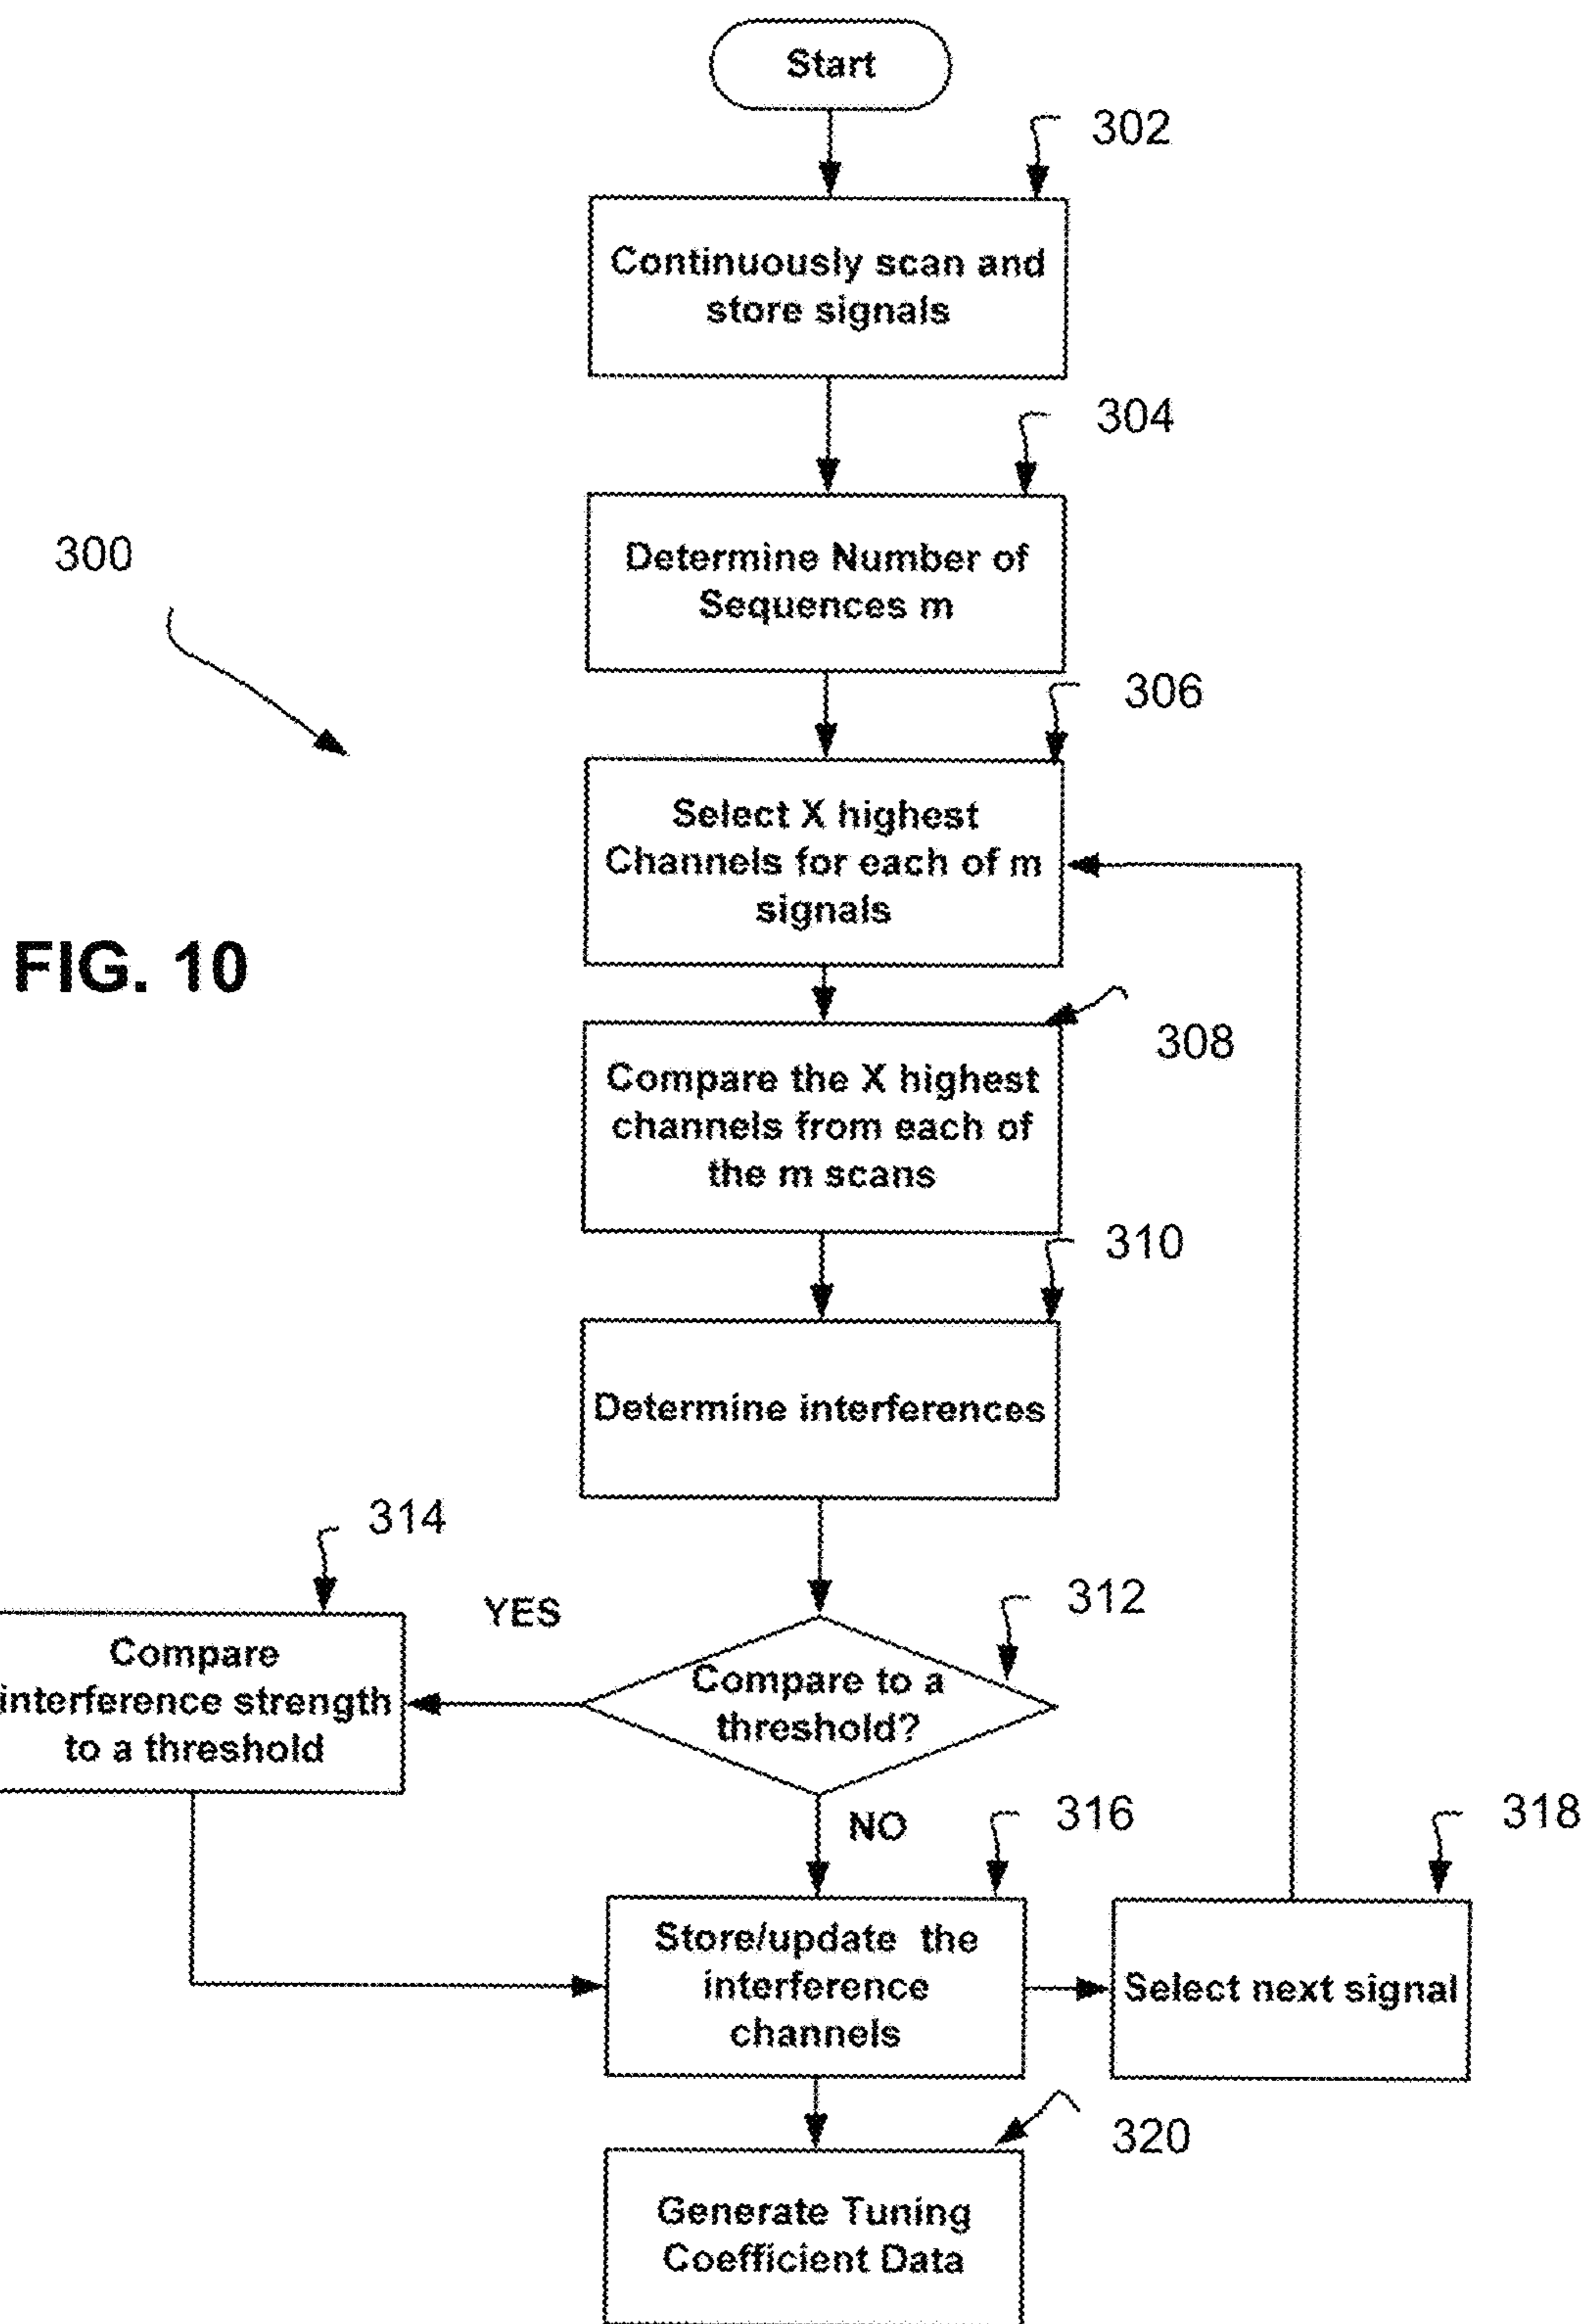 Start
302
Continuously scan and
store signals
304
Determine Number of
Sequences m
300
306
Select X highest
Channels for each of m
signals
FIG. 10
308
Compare the X highest
channels from each of
the m scans
310
Determine interferences
314
YES
312
Compare
interference strength
to a threshold
Compare to a
threshold?
NO
316
318
Store/update the
interference
channels
Select next signal
320
Generate Tuning
Coefficient Data